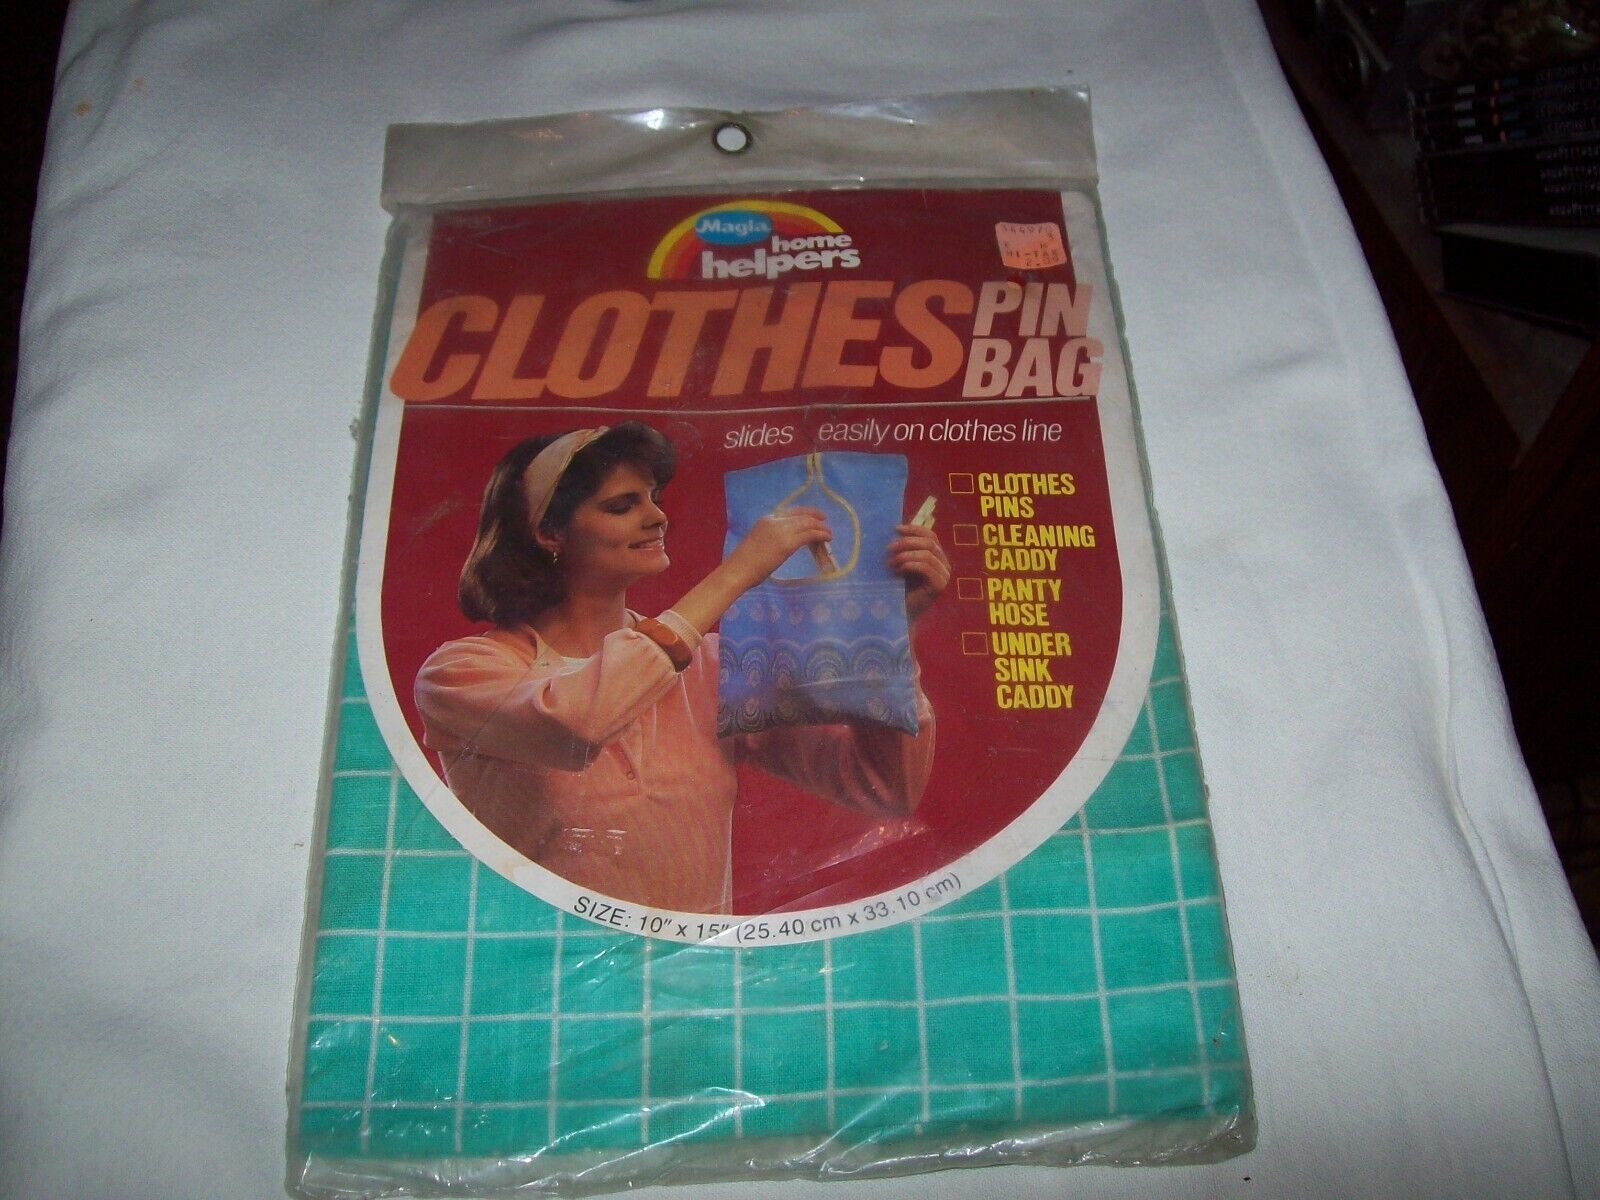 Magla
home
helpers
CLOTHES
PIN
BAG
slides easily on clothes line
CLOTHES
PINS
CLEANING
CADDY
PANTY
HOSE
UNDER
SINK
CADDY
SIZE: 10" x 15" (25.40 cm x 33.10 cm)